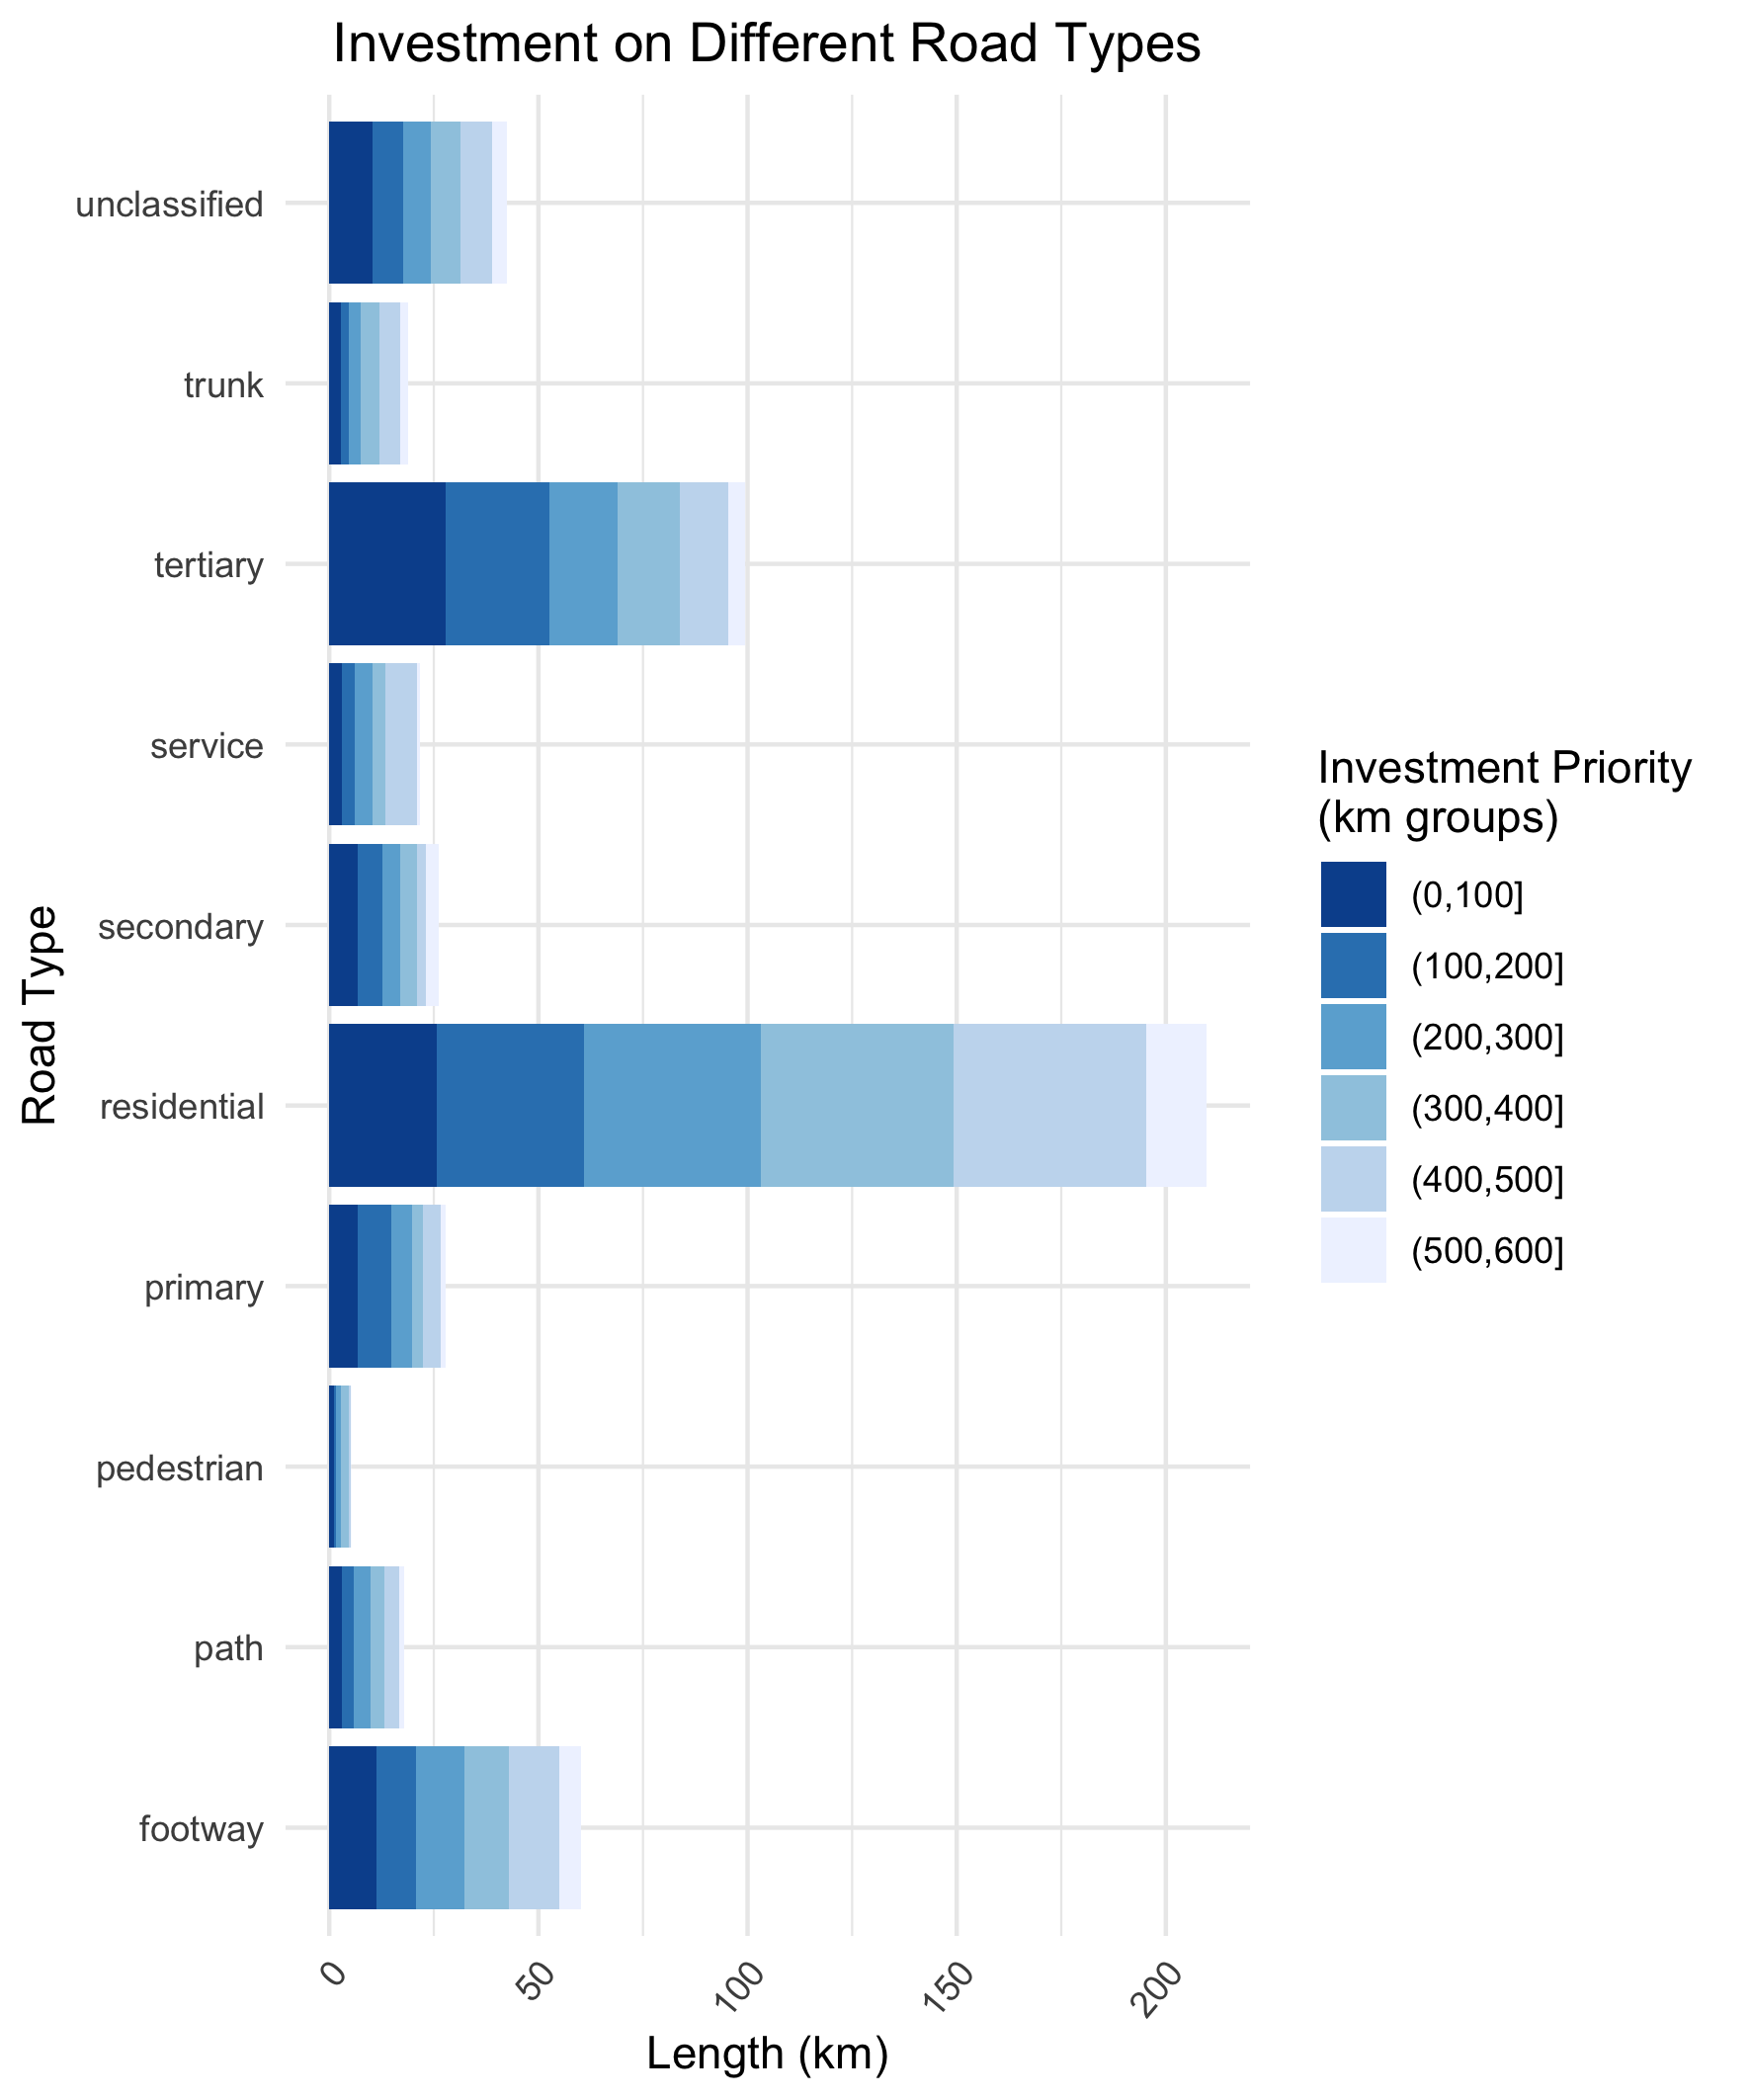 Investment on Different Road Types
unclassified
trunk
tertiary
service
secondary
residential
primary
pedestrian
path
footway
Road Type
0
50
100
150
200
Length (km)
Investment Priority
(km groups)
(0,100]
(100,200]
(200,300]
(300,400]
(400,500]
(500,600]